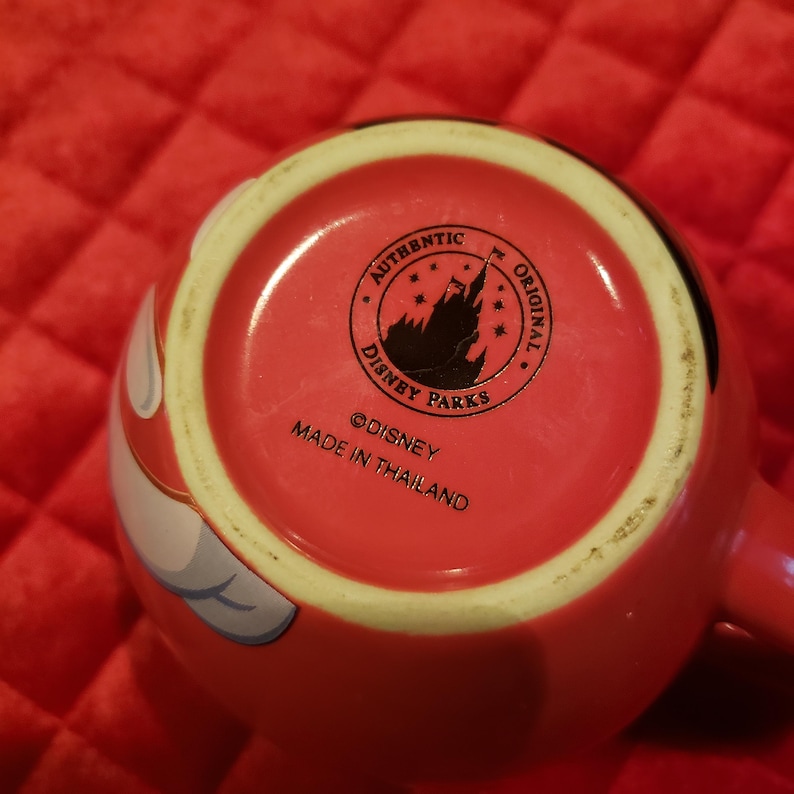 AUTHENTIC ORIGINAL
DISNEY PARKS
©DISNEY
MADE IN THAILAND